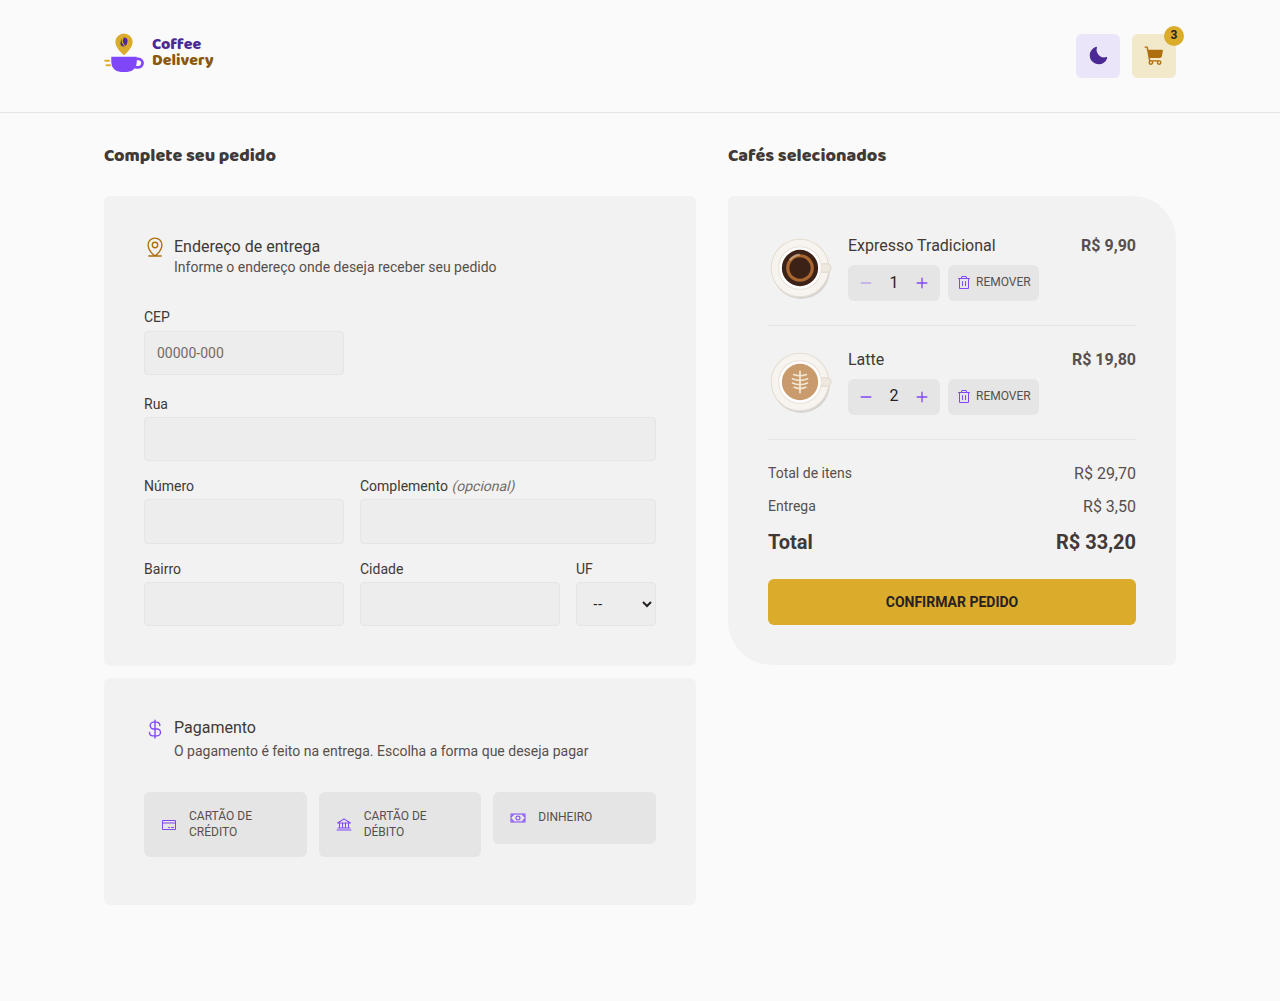 Coffee
Delivery
3
Complete seu pedido
Endereço de entrega
Informe o endereço onde deseja receber seu pedido
CEP
00000-000
Rua
Número
Complemento (opcional)
Bairro
Cidade
UF
--
Pagamento
O pagamento é feito na entrega. Escolha a forma que deseja pagar
CARTÃO DE
CRÉDITO
CARTÃO DE
DÉBITO
DINHEIRO
Cafés selecionados
Expresso Tradicional
R$ 9,90
1
REMOVER
Latte
R$ 19,80
2
REMOVER
Total de itens
R$ 29,70
Entrega
R$ 3,50
Total
R$ 33,20
CONFIRMAR PEDIDO